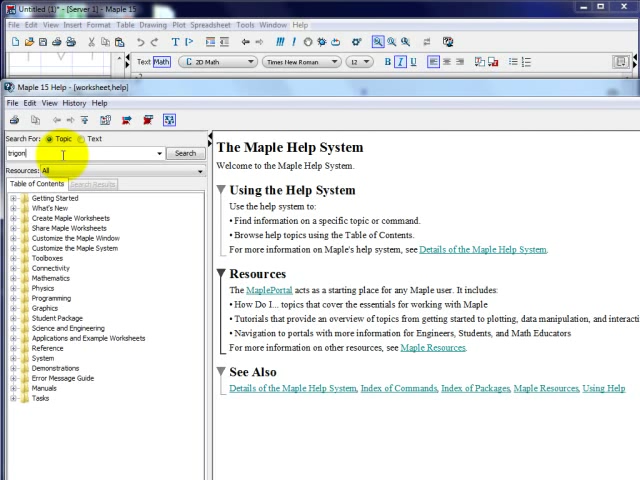 Untitled (1)* - [Server 1] - Maple 15
File Edit View Insert Format Table Drawing Plot Spreadsheet Tools Window Help
Text Math C 2D Math Times New Roman 12 B I U
Maple 15 Help - [worksheet,help]
File Edit View History Help
Search For: Topic Text
trigon Search
Resources: All
Table of Contents Search Results
Getting Started
What's New
Create Maple Worksheets
Share Maple Worksheets
Customize the Maple Window
Customize the Maple System
Toolboxes
Connectivity
Mathematics
Physics
Programming
Graphics
Student Package
Science and Engineering
Applications and Example Worksheets
Reference
System
Demonstrations
Error Message Guide
Manuals
Tasks
The Maple Help System
Welcome to the Maple Help System.
Using the Help System
Use the help system to:
• Find information on a specific topic or command.
• Browse help topics using the Table of Contents.
For more information on Maple's help system, see Details of the Maple Help System.
Resources
The MaplePortal acts as a starting place for any Maple user. It includes:
• How Do I... topics that cover the essentials for working with Maple
• Tutorials that provide an overview of topics from getting started to plotting, data manipulation, and interacti
• Navigation to portals with more information for Engineers, Students, and Math Educators
For more information on other resources, see Maple Resources.
See Also
Details of the Maple Help System, Index of Commands, Index of Packages, Maple Resources, Using Help